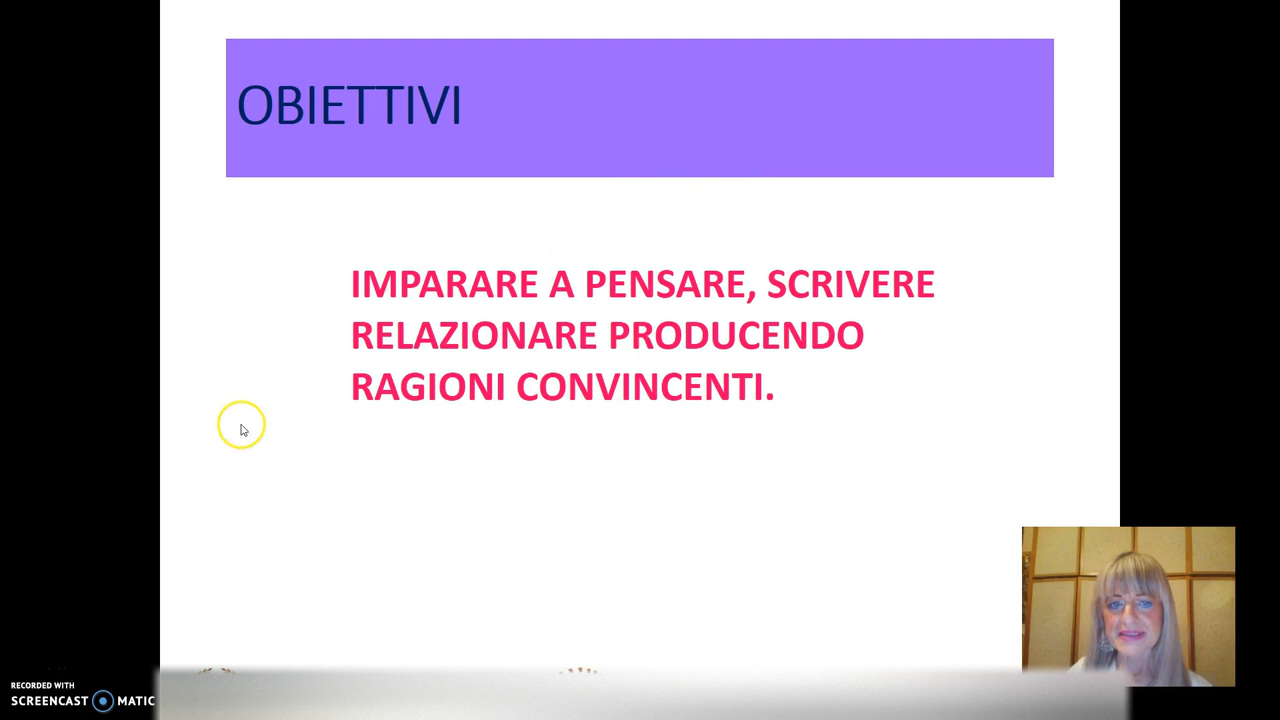 OBIETTIVI
IMPARARE A PENSARE, SCRIVERE
RELAZIONARE PRODUCENDO
RAGIONI CONVINCENTI.
RECORDED WITH
SCREENCAST MATIC